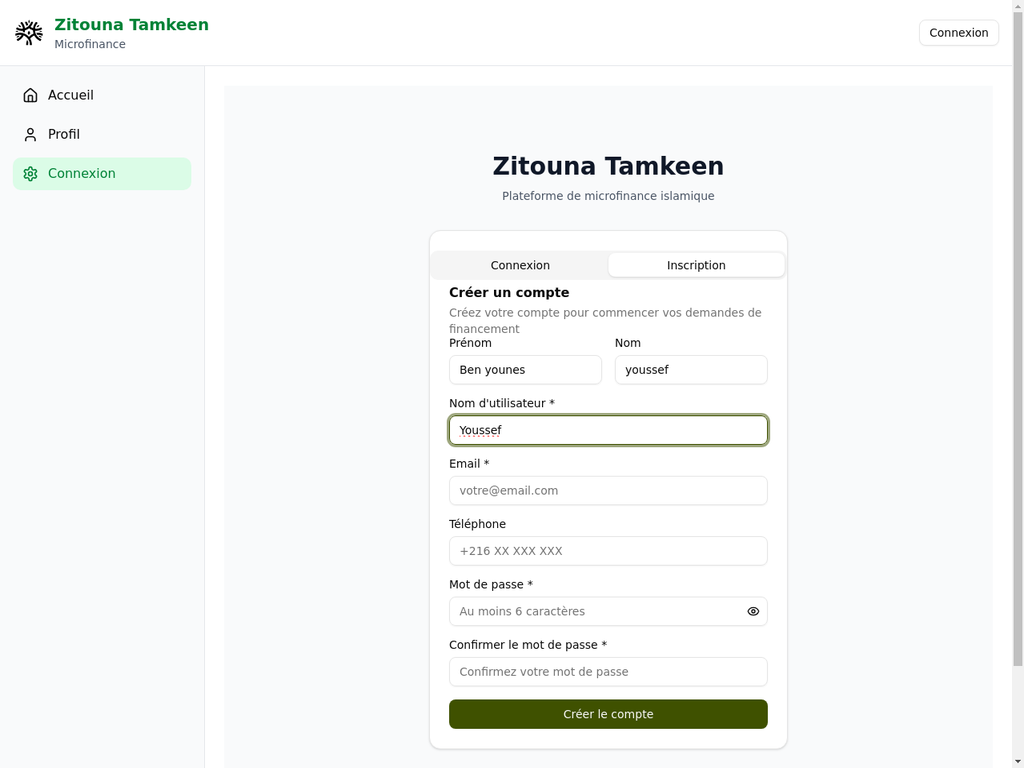 Zitouna Tamkeen
Microfinance
Connexion
Accueil
Profil
Connexion
Zitouna Tamkeen
Plateforme de microfinance islamique
Connexion
Inscription
Créer un compte
Créez votre compte pour commencer vos demandes de
financement
Prénom
Nom
Ben younes
youssef
Nom d'utilisateur *
Youssef
Email *
votre@email.com
Téléphone
+216 XX XXX XXX
Mot de passe *
Au moins 6 caractères
Confirmer le mot de passe *
Confirmez votre mot de passe
Créer le compte